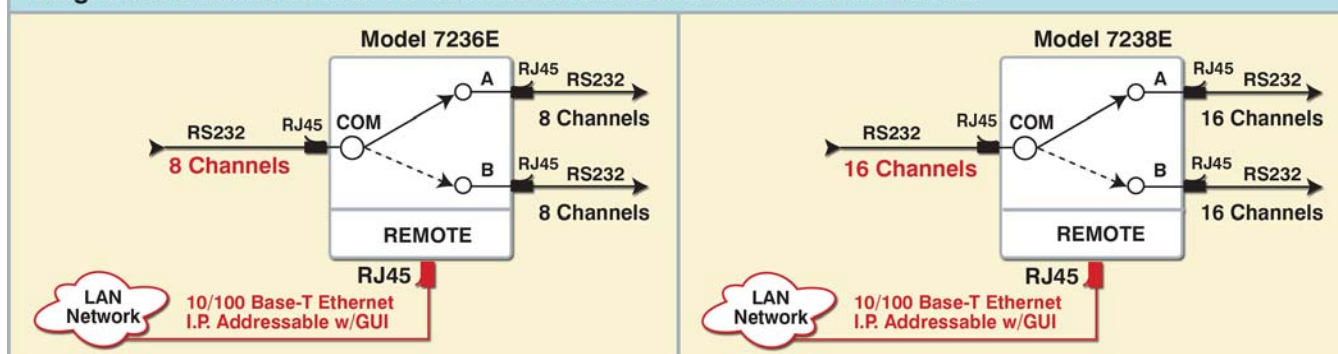 Model 7236E
RS232
8 Channels
RJ45
COM
A
B
RJ45
RS232
8 Channels
RJ45
RS232
8 Channels
REMOTE
RJ45
LAN
Network
10/100 Base-T Ethernet
I.P. Addressable w/GUI
Model 7238E
RS232
16 Channels
RJ45
COM
A
B
RJ45
RS232
16 Channels
RJ45
RS232
16 Channels
REMOTE
RJ45
LAN
Network
10/100 Base-T Ethernet
I.P. Addressable w/GUI